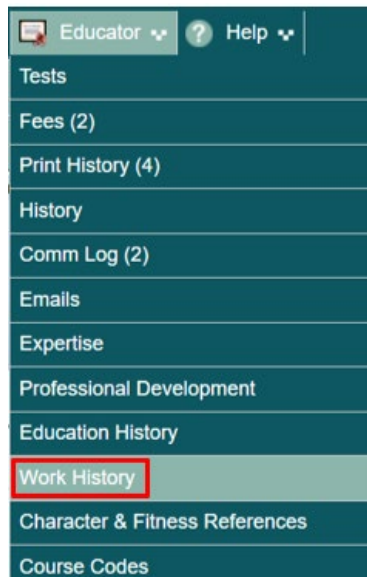 Educator ? Help
Tests
Fees (2)
Print History (4)
History
Comm Log (2)
Emails
Expertise
Professional Development
Education History
Work History
Character & Fitness References
Course Codes